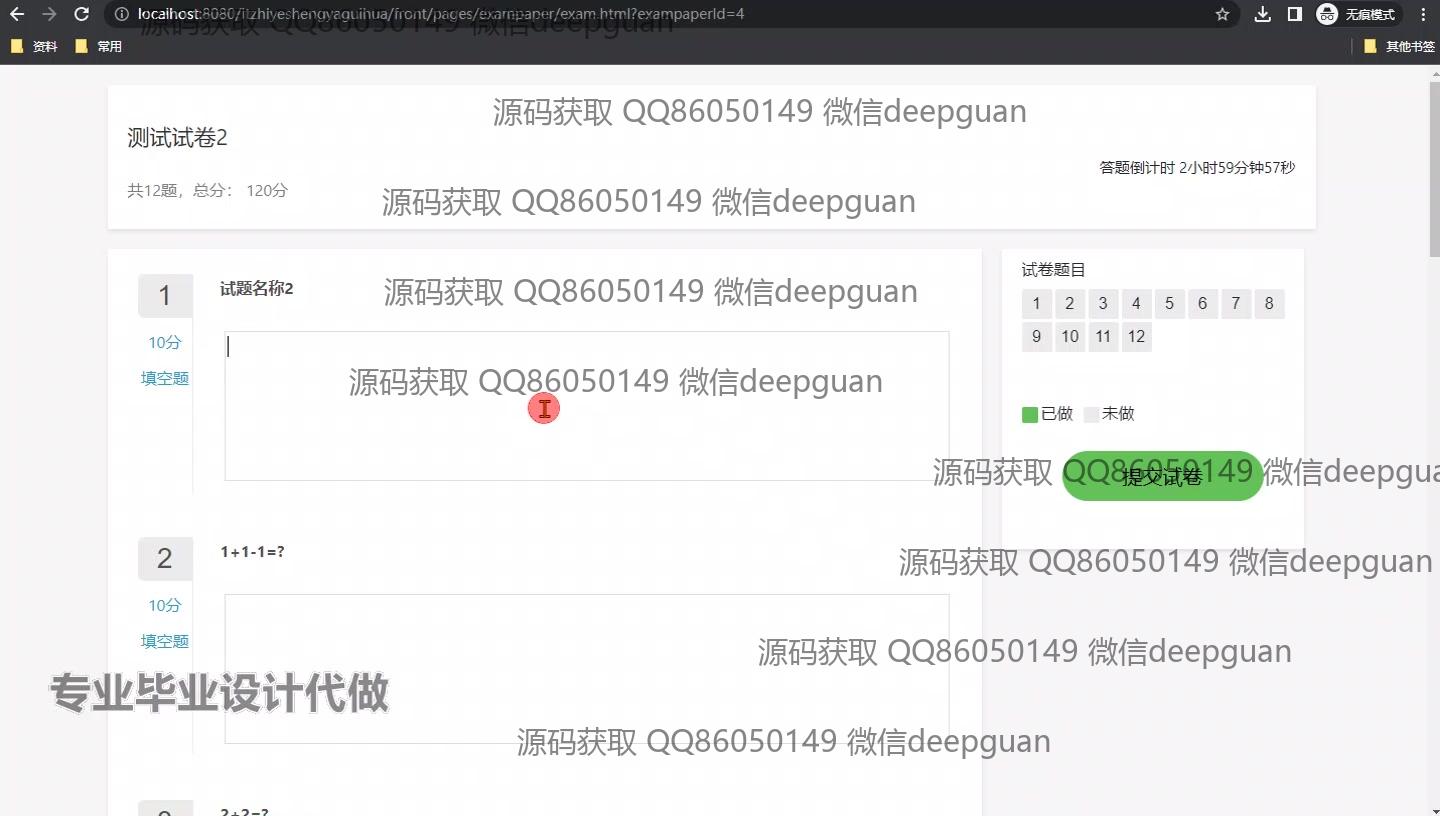 localhost:8080/itzhiyeshengyaguihua/front/pages/exampaper/exam.html?exampaperId=4
无痕模式
源码获取 QQ86050149 微信deepguan
资料
常用
其他书签
源码获取 QQ86050149 微信deepguan
测试试卷2
答题倒计时 2小时59分钟57秒
共12题，总分： 120分
源码获取 QQ86050149 微信deepguan
1
试题名称2
源码获取 QQ86050149 微信deepguan
10分
填空题
源码获取 QQ86050149 微信deepguan
试卷题目
1 2 3 4 5 6 7 8
9 10 11 12
已做 未做
提交试卷
源码获取 QQ86050149 微信deepgua
2
1+1-1=?
源码获取 QQ86050149 微信deepguan
10分
填空题
源码获取 QQ86050149 微信deepguan
专业毕业设计代做
源码获取 QQ86050149 微信deepguan
2+2=?